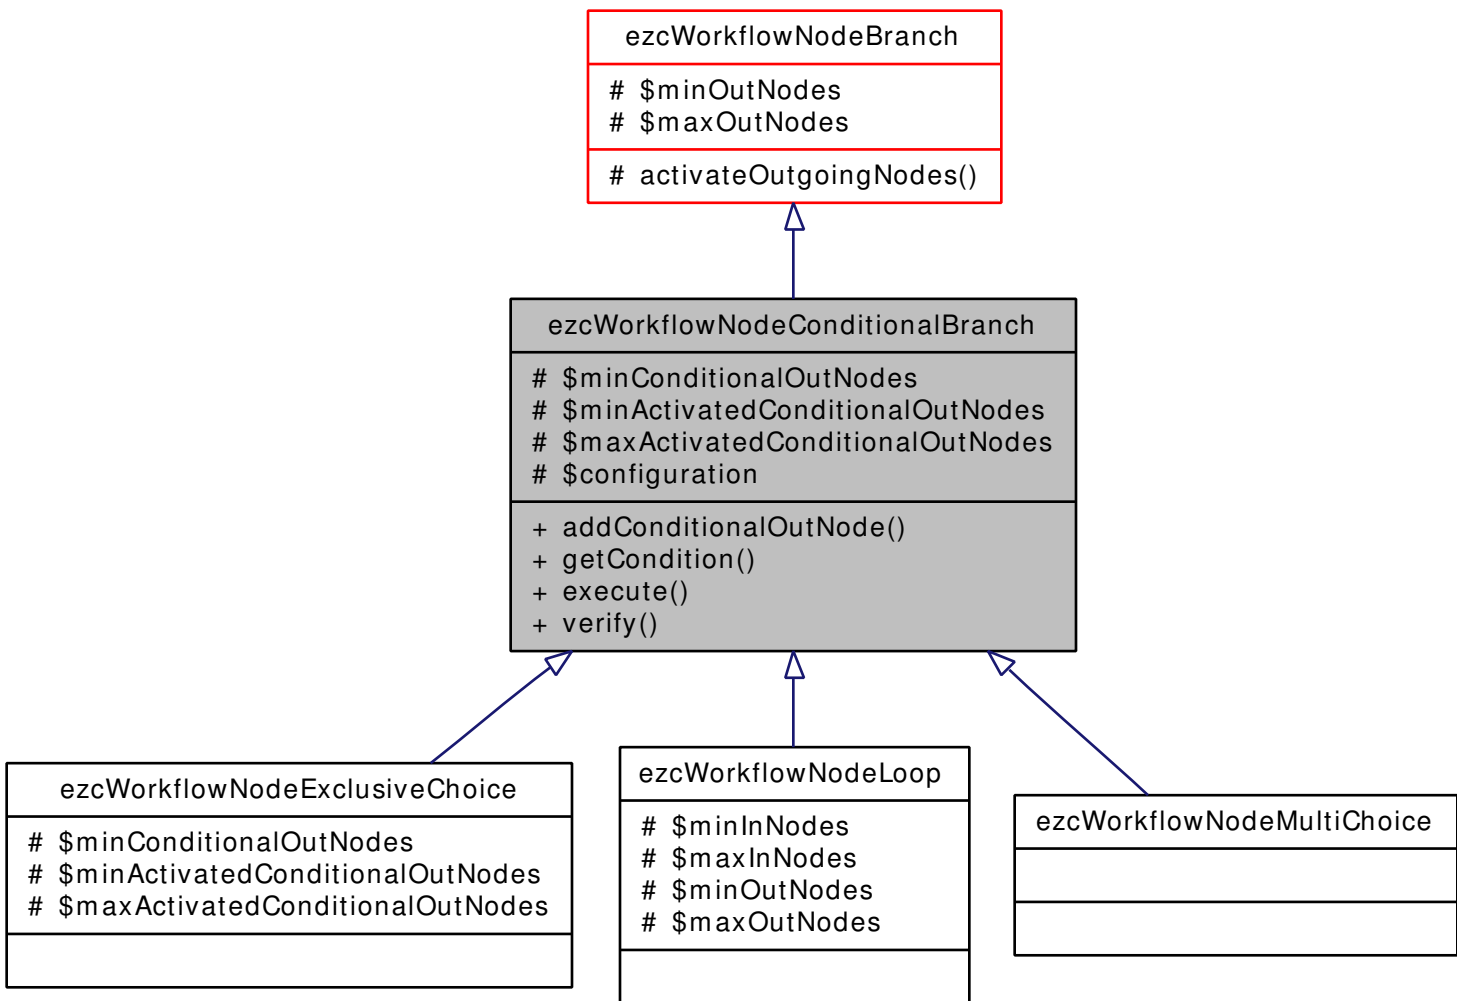 ezcWorkflowNodeBranch
# $minOutNodes
# $maxOutNodes
# activateOutgoingNodes()
ezcWorkflowNodeConditionalBranch
# $minConditionalOutNodes
# $minActivatedConditionalOutNodes
# $maxActivatedConditionalOutNodes
# $configuration
+ addConditionalOutNode()
+ getCondition()
+ execute()
+ verify()
ezcWorkflowNodeExclusiveChoice
# $minConditionalOutNodes
# $minActivatedConditionalOutNodes
# $maxActivatedConditionalOutNodes
ezcWorkflowNodeLoop
# $minInNodes
# $maxInNodes
# $minOutNodes
# $maxOutNodes
ezcWorkflowNodeMultiChoice